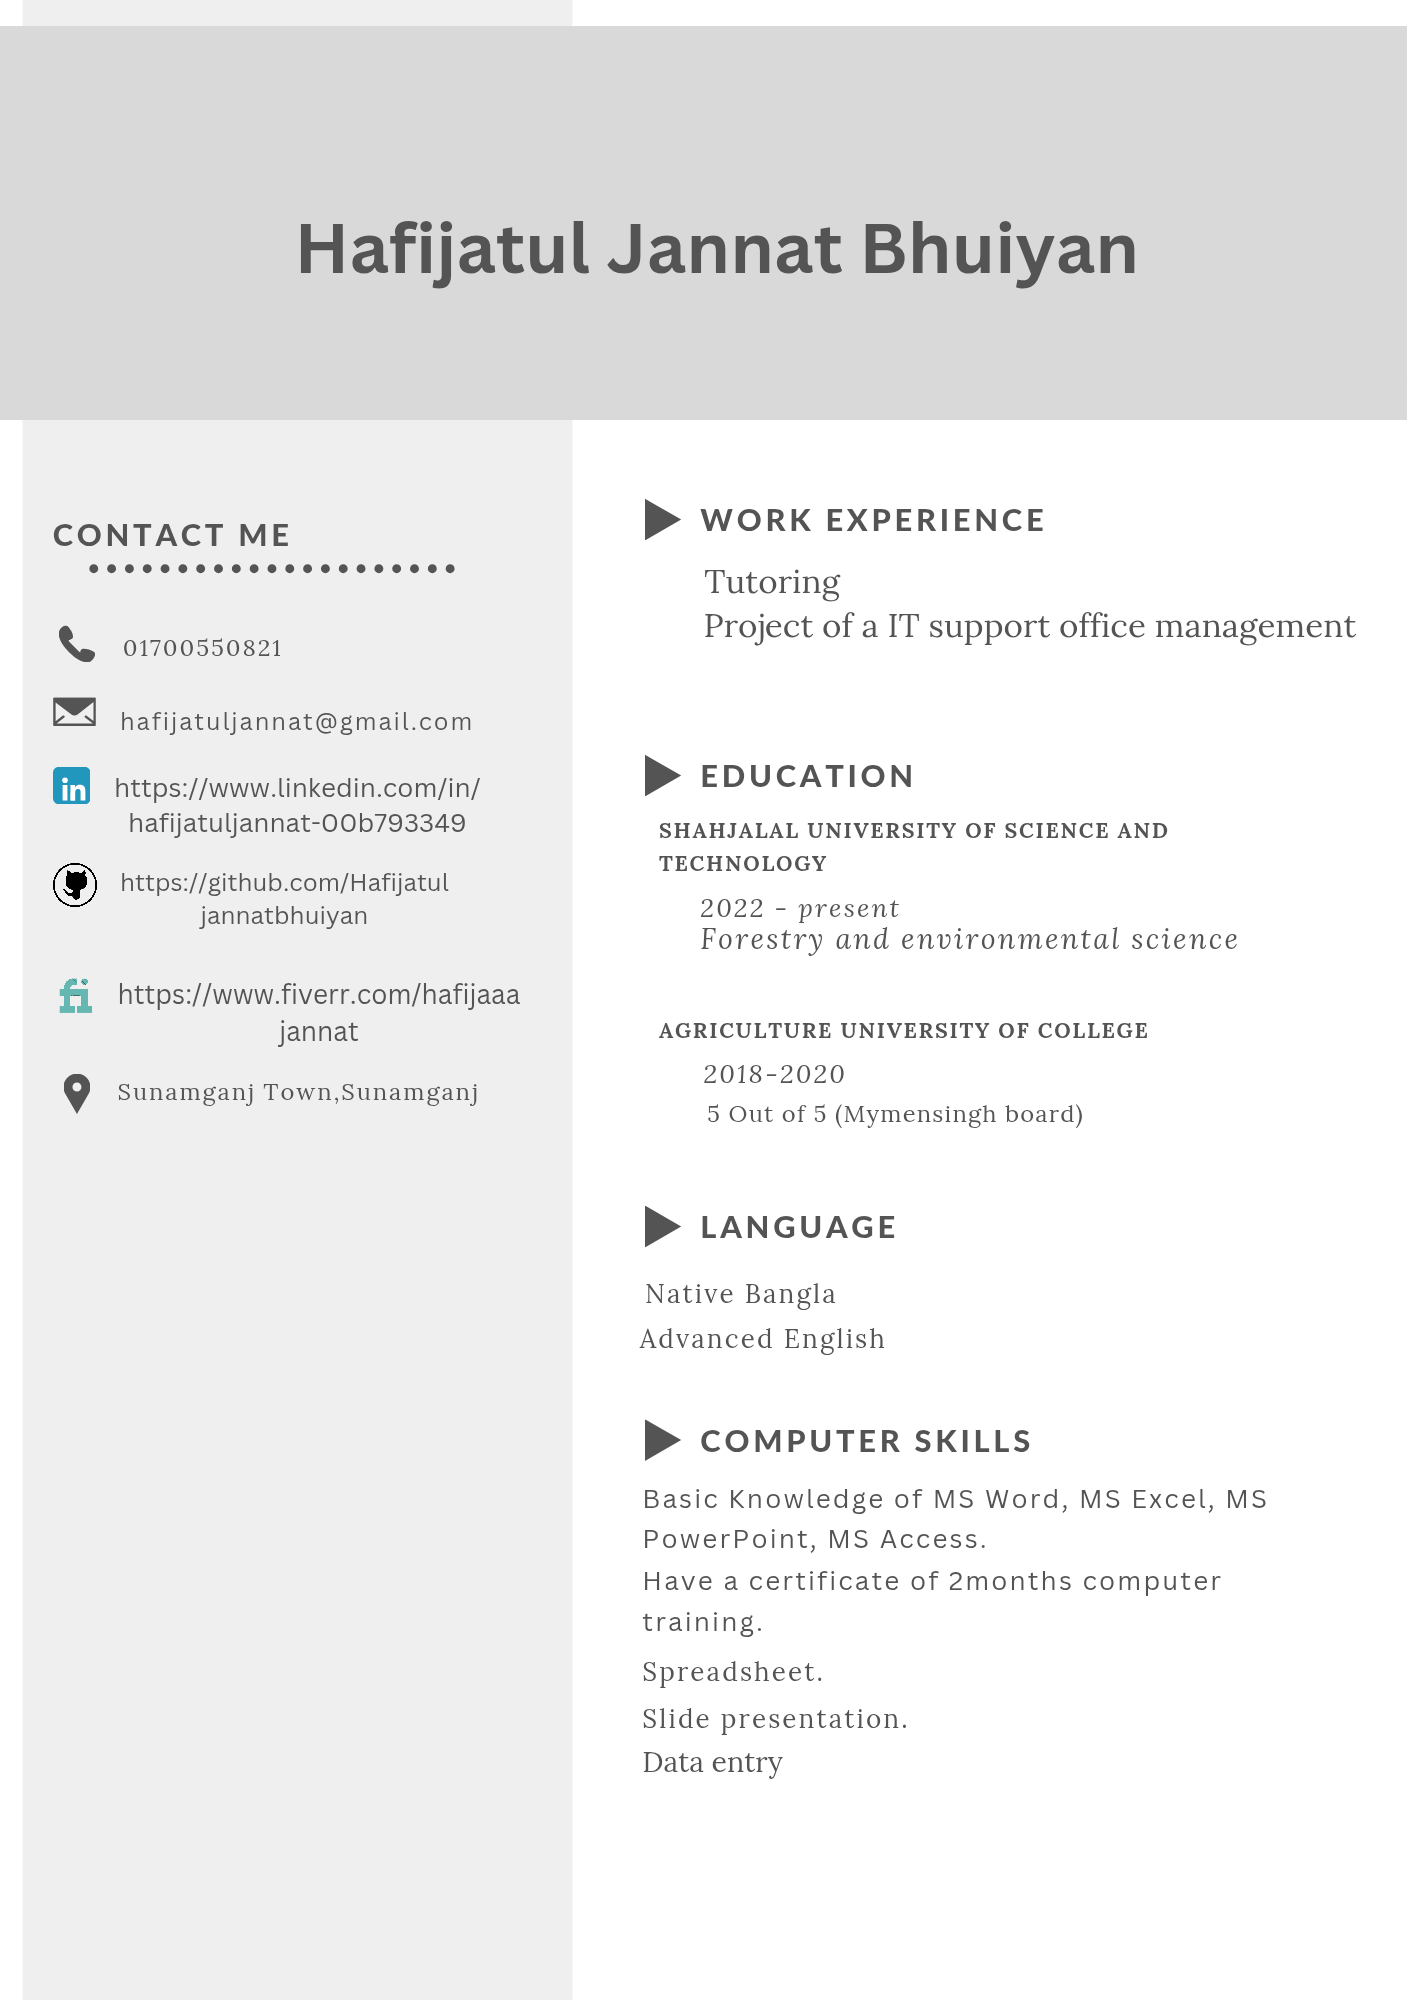 Hafijatul Jannat Bhuiyan
CONTACT ME
01700550821
hafijatuljannat@gmail.com
in
https://www.linkedin.com/in/
hafijatuljannat-00b793349
https://github.com/Hafijatul
jannatbhuiyan
fi
https://www.fiverr.com/hafijaaa
jannat
Sunamganj Town,Sunamganj
WORK EXPERIENCE
Tutoring
Project of a IT support office management
EDUCATION
SHAHJALAL UNIVERSITY OF SCIENCE AND
TECHNOLOGY
2022 - present
Forestry and environmental science
AGRICULTURE UNIVERSITY OF COLLEGE
2018-2020
5 Out of 5 (Mymensingh board)
LANGUAGE
Native Bangla
Advanced English
COMPUTER SKILLS
Basic Knowledge of MS Word, MS Excel, MS
PowerPoint, MS Access.
Have a certificate of 2months computer
training.
Spreadsheet.
Slide presentation.
Data entry